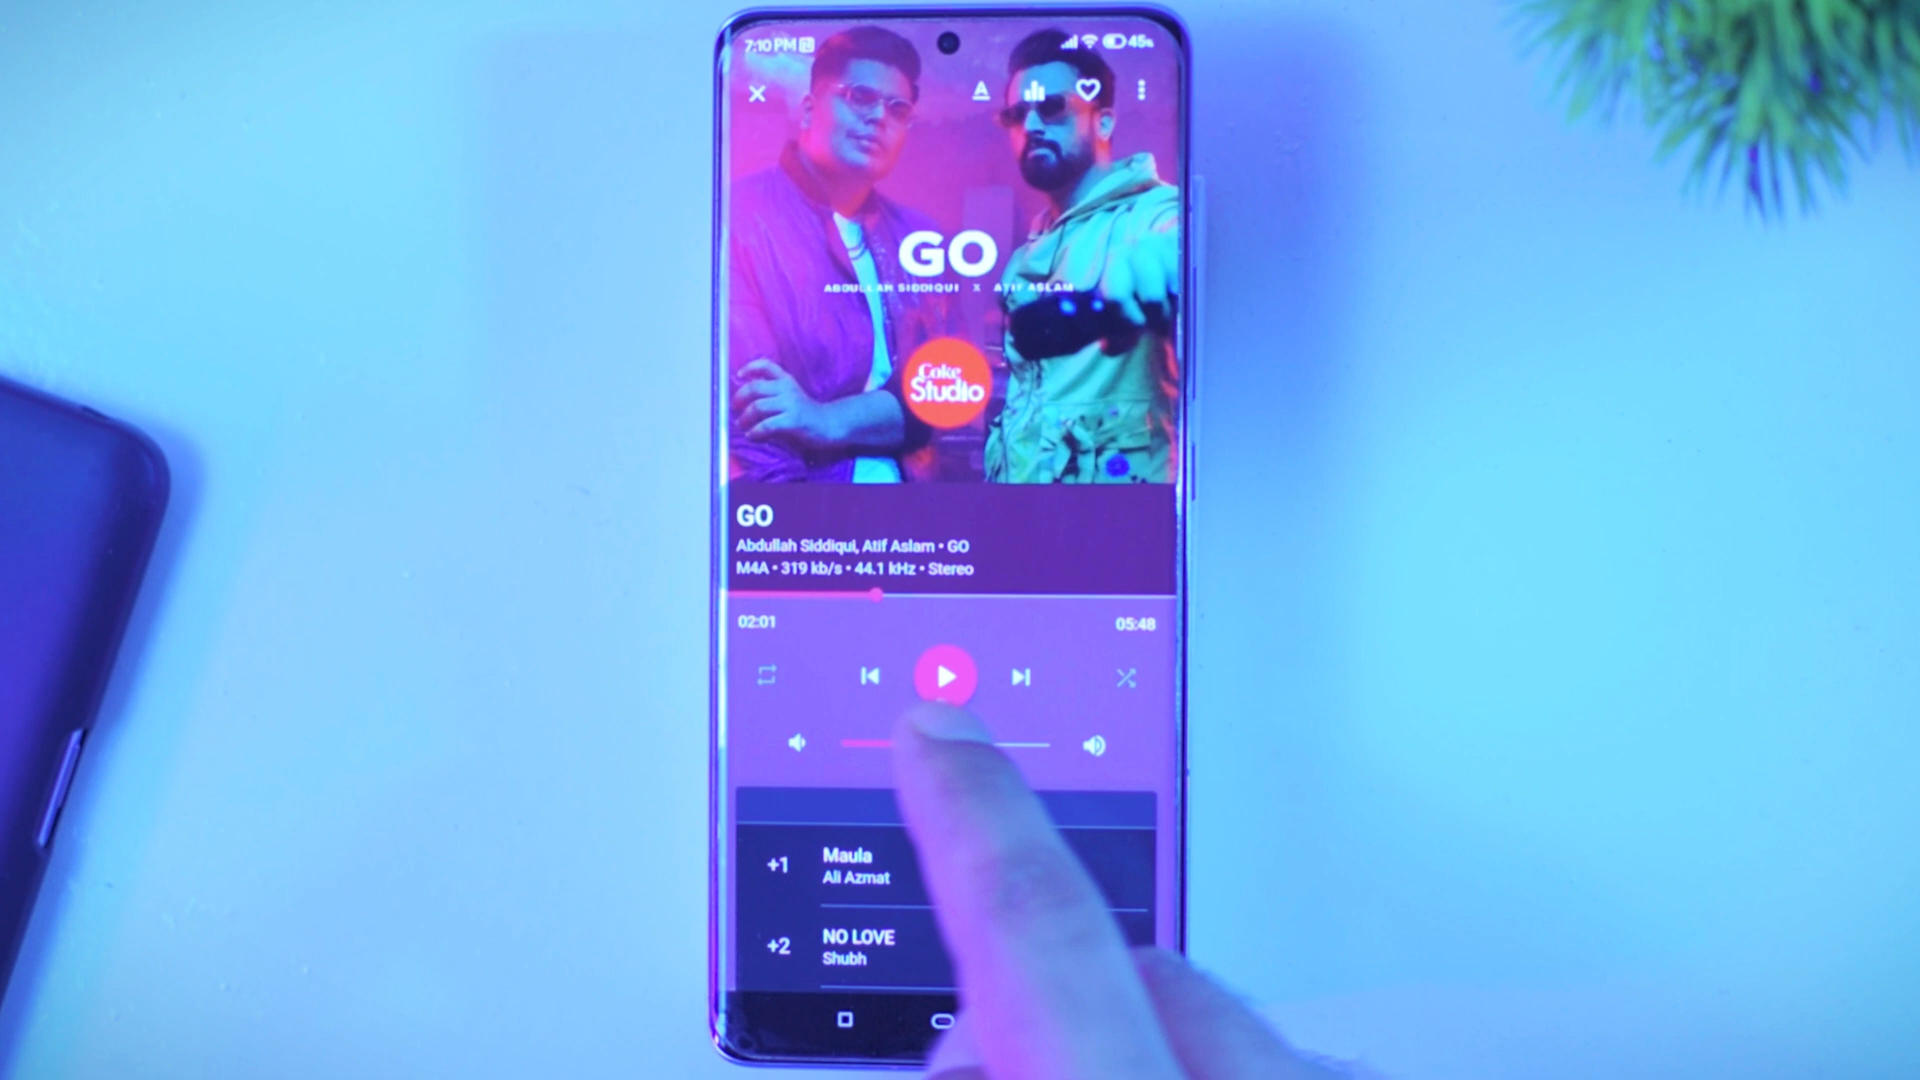 7:10 PM
45%
A
GO
ABDULLAH SIDDIQUI X ATIF ASLAM
Coke
Studio
GO
Abdullah Siddiqui, Atif Aslam • GO
M4A • 319 kb/s • 44.1 kHz • Stereo
02:01
05:48
+1
Maula
Ali Azmat
+2
NO LOVE
Shubh